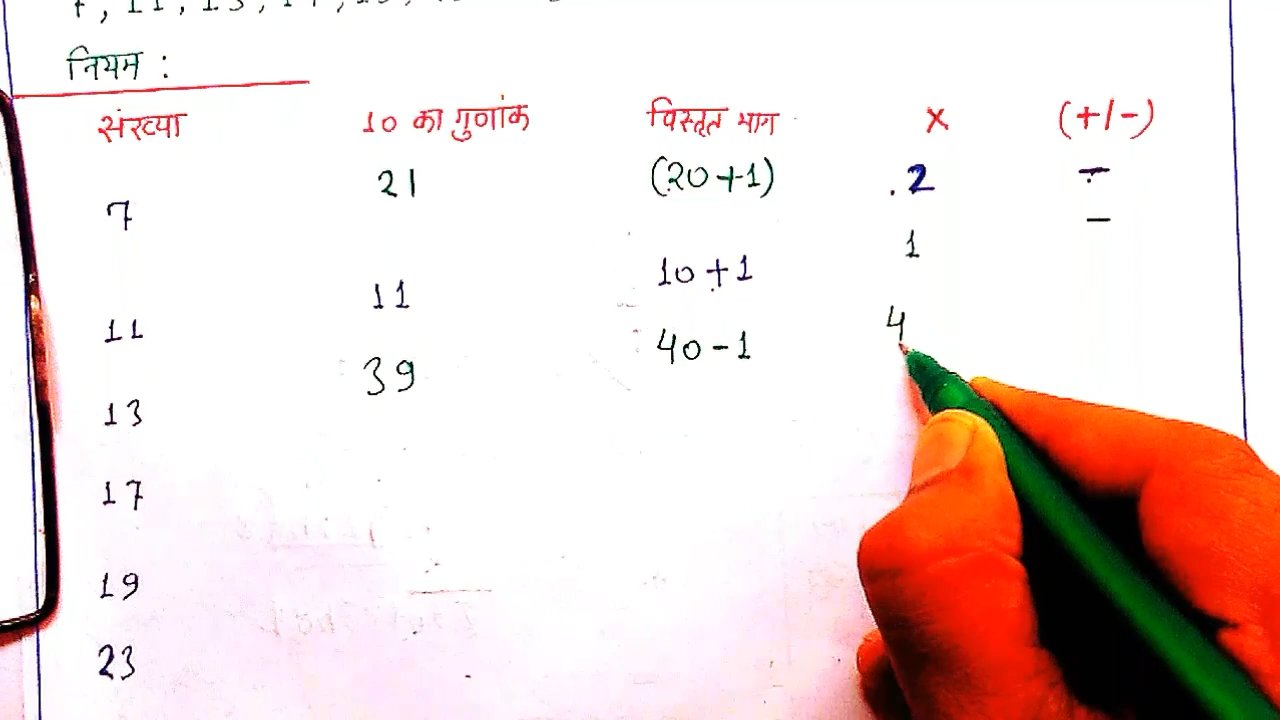 नियम :
संख्या 10 का गुणांक विस्तृत भाग x (+/-)
7 21 (20+1) .2 -
11 11 10+1 1 -
13 39 40-1 4
17
19
23